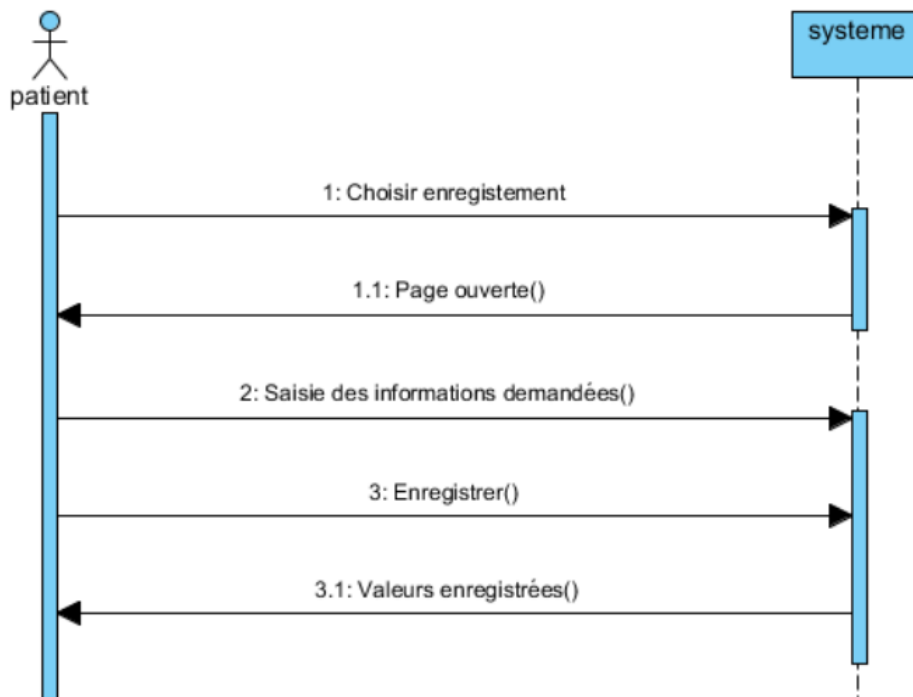 systeme
patient
1: Choisir enregistement
1.1: Page ouverte()
2: Saisie des informations demandées()
3: Enregistrer()
3.1: Valeurs enregistrées()